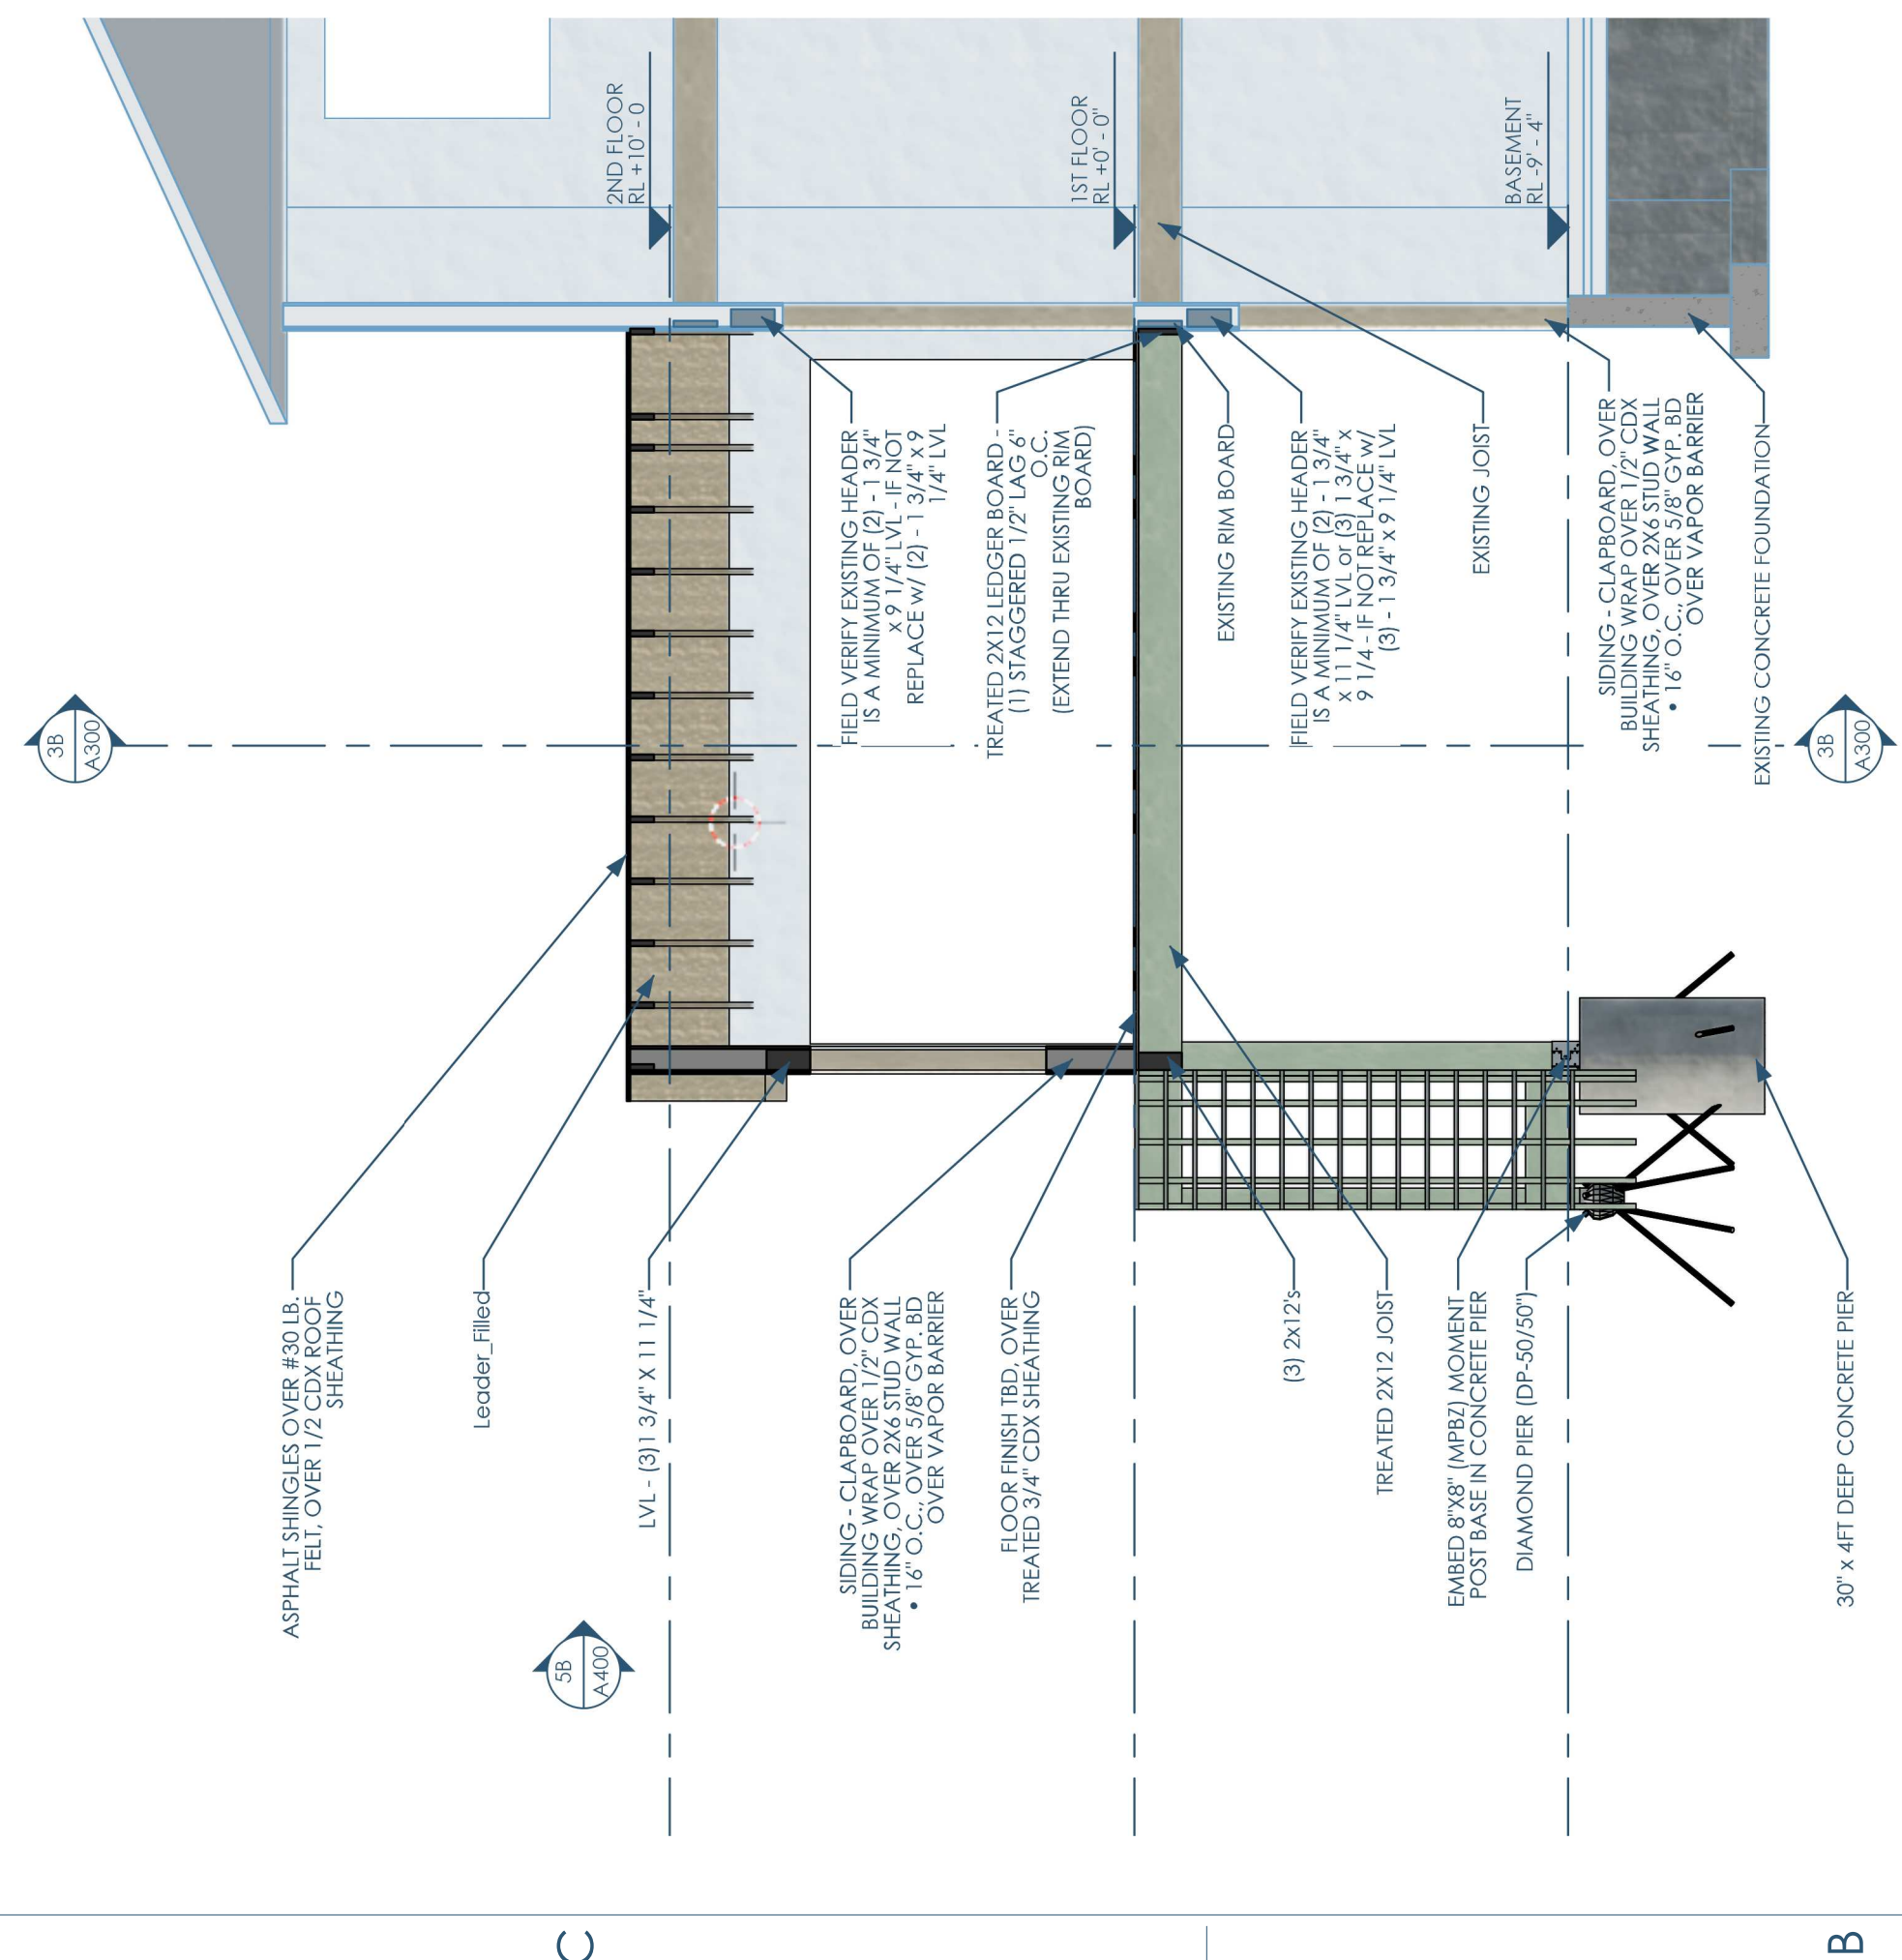 ASPHALT SHINGLES OVER #30 LB.
FELT, OVER 1/2 CDX ROOF
SHEATHING
Leader_Filled
LVL - (3)1 3/4" X 11 1/4"
SIDING - CLAPBOARD, OVER
BUILDING WRAP OVER 1/2" CDX
SHEATHING, OVER 2X6 STUD WALL
• 16" O.C., OVER 5/8" GYP. BD
OVER VAPOR BARRIER
FLOOR FINISH TBD, OVER
TREATED 3/4" CDX SHEATHING
(3) 2x12's
TREATED 2X12 JOIST
EMBED 8"X8" (MPBZ) MOMENT
POST BASE IN CONCRETE PIER
DIAMOND PIER (DP-50/50")
30" x 4FT DEEP CONCRETE PIER
5B
A400
3B
A300
FIELD VERIFY EXISTING HEADER
IS A MINIMUM OF (2) - 1 3/4"
x 9 1/4" LVL - IF NOT
REPLACE w/ (2) - 1 3/4" x 9
1/4" LVL
TREATED 2X12 LEDGER BOARD -
(1) STAGGERED 1/2" LAG 6"
O.C.
(EXTEND THRU EXISTING RIM
BOARD)
EXISTING RIM BOARD
FIELD VERIFY EXISTING HEADER
IS A MINIMUM OF (2) - 1 3/4"
x 11 1/4" LVL or (3) 1 3/4" x
9 1/4 - IF NOT REPLACE w/
(3) - 1 3/4" x 9 1/4" LVL
EXISTING JOIST
SIDING - CLAPBOARD, OVER
BUILDING WRAP OVER 1/2" CDX
SHEATHING, OVER 2X6 STUD WALL
• 16" O.C., OVER 5/8" GYP. BD
OVER VAPOR BARRIER
EXISTING CONCRETE FOUNDATION
3B
A300
2ND FLOOR
RL +10' - 0
1ST FLOOR
RL +0' - 0"
BASEMENT
RL -9' - 4"
C
B